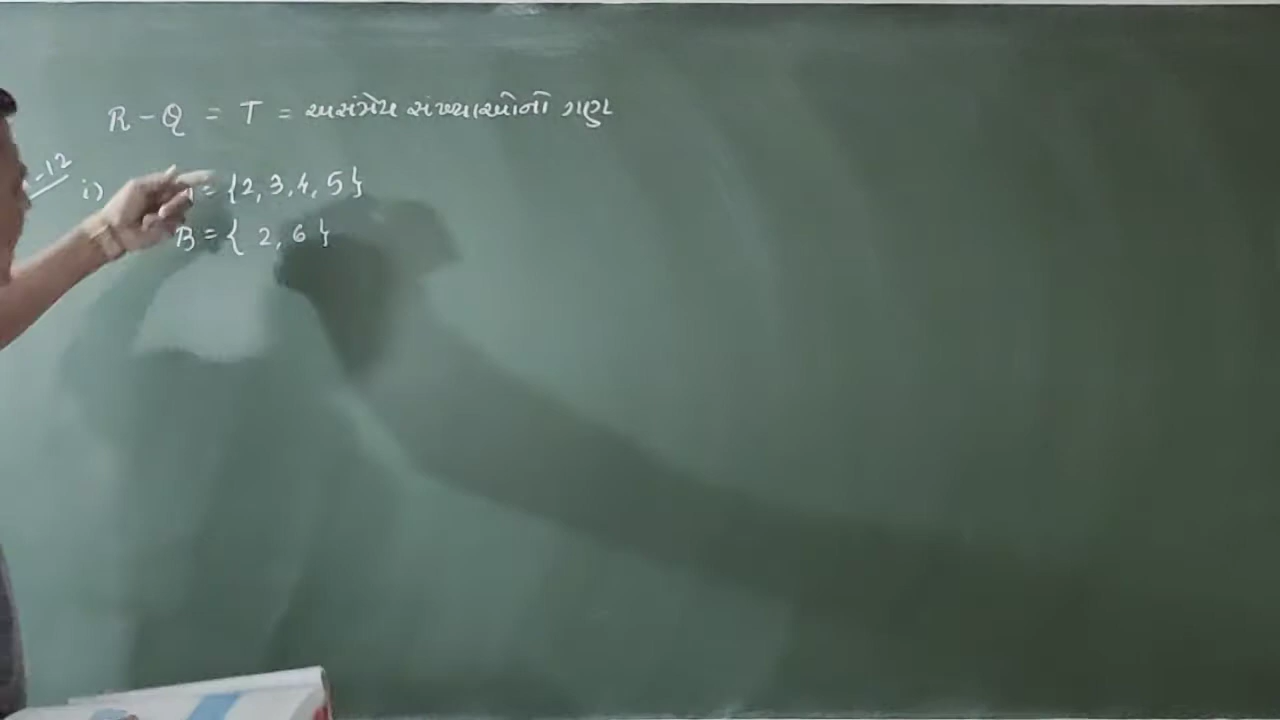 R - Q = T = અસંમેય સંખ્યાઓનો ગણ
-12 i) = {2, 3, 4, 5}
B = { 2, 6 }